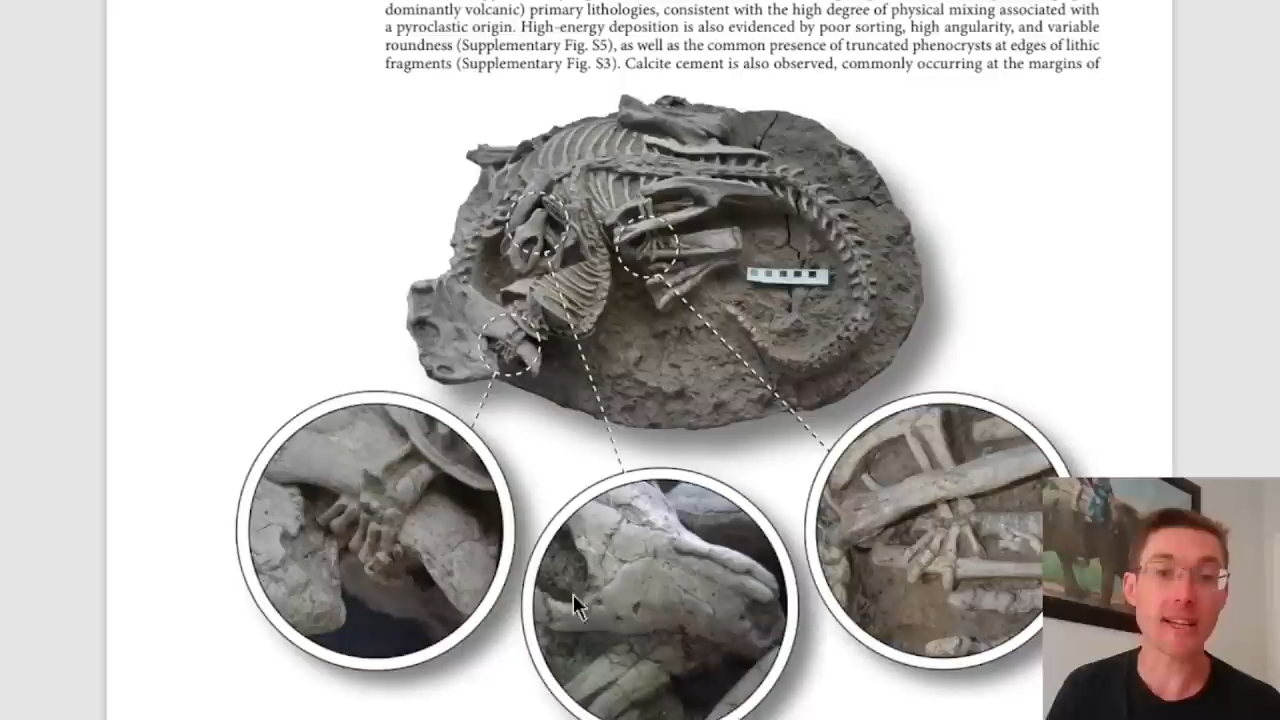 dominantly volcanic) primary lithologies, consistent with the high degree of physical mixing associated with
a pyroclastic origin. High-energy deposition is also evidenced by poor sorting, high angularity, and variable
roundness (Supplementary Fig. S5), as well as the common presence of truncated phenocrysts at edges of lithic
fragments (Supplementary Fig. S3). Calcite cement is also observed, commonly occurring at the margins of